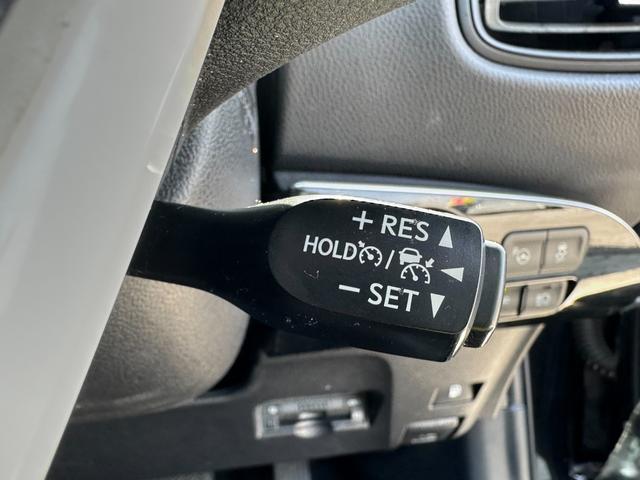 + RES
HOLD /
− SET